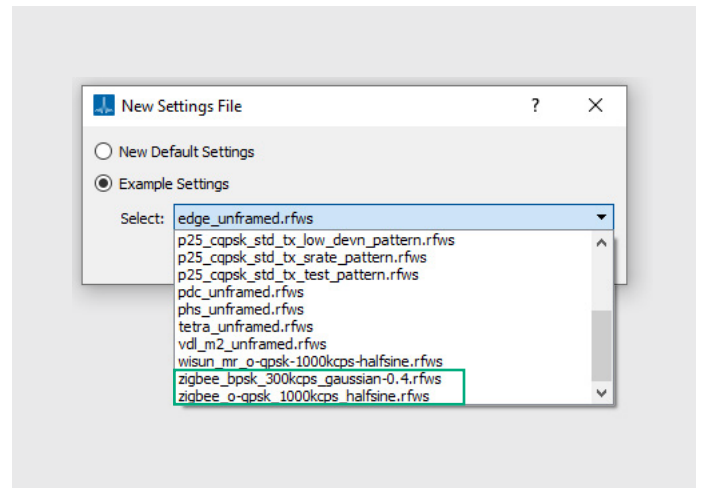 New Settings File
?
New Default Settings
Example Settings
Select: edge_unframed.rfws
p25_cqpsk_std_tx_low_devn_pattern.rfws
p25_cqpsk_std_tx_srate_pattern.rfws
p25_cqpsk_std_tx_test_pattern.rfws
pdc_unframed.rfws
phs_unframed.rfws
tetra_unframed.rfws
vdl_m2_unframed.rfws
wisun_mr_o-qpsk-1000kcps-halfsine.rfws
zigbee_bpsk_300kcps_gaussian-0.4.rfws
zigbee_o-qpsk_1000kcps_halfsine.rfws